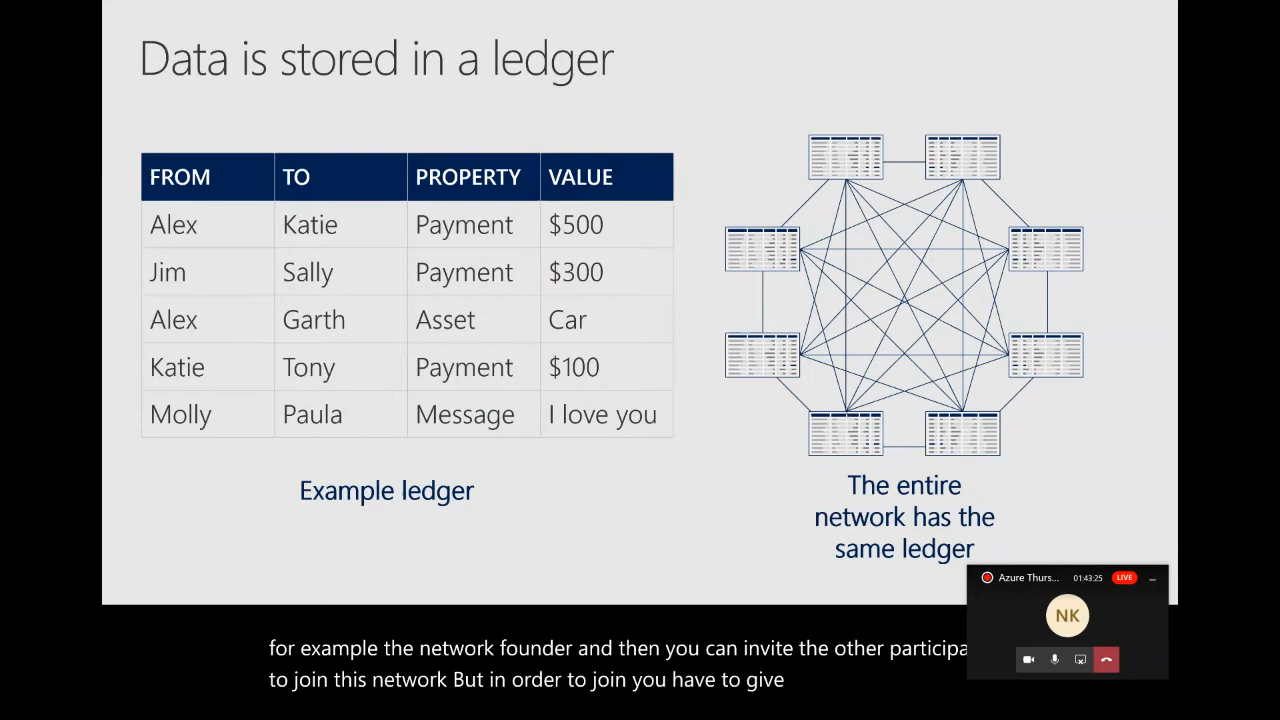 Data is stored in a ledger
FROM TO PROPERTY VALUE
Alex Katie Payment $500
Jim Sally Payment $300
Alex Garth Asset Car
Katie Tony Payment $100
Molly Paula Message I love you
Example ledger
The entire
network has the
same ledger
Azure Thurs... 01:43:25 LIVE
NK
for example the network founder and then you can invite the other participa
to join this network But in order to join you have to give